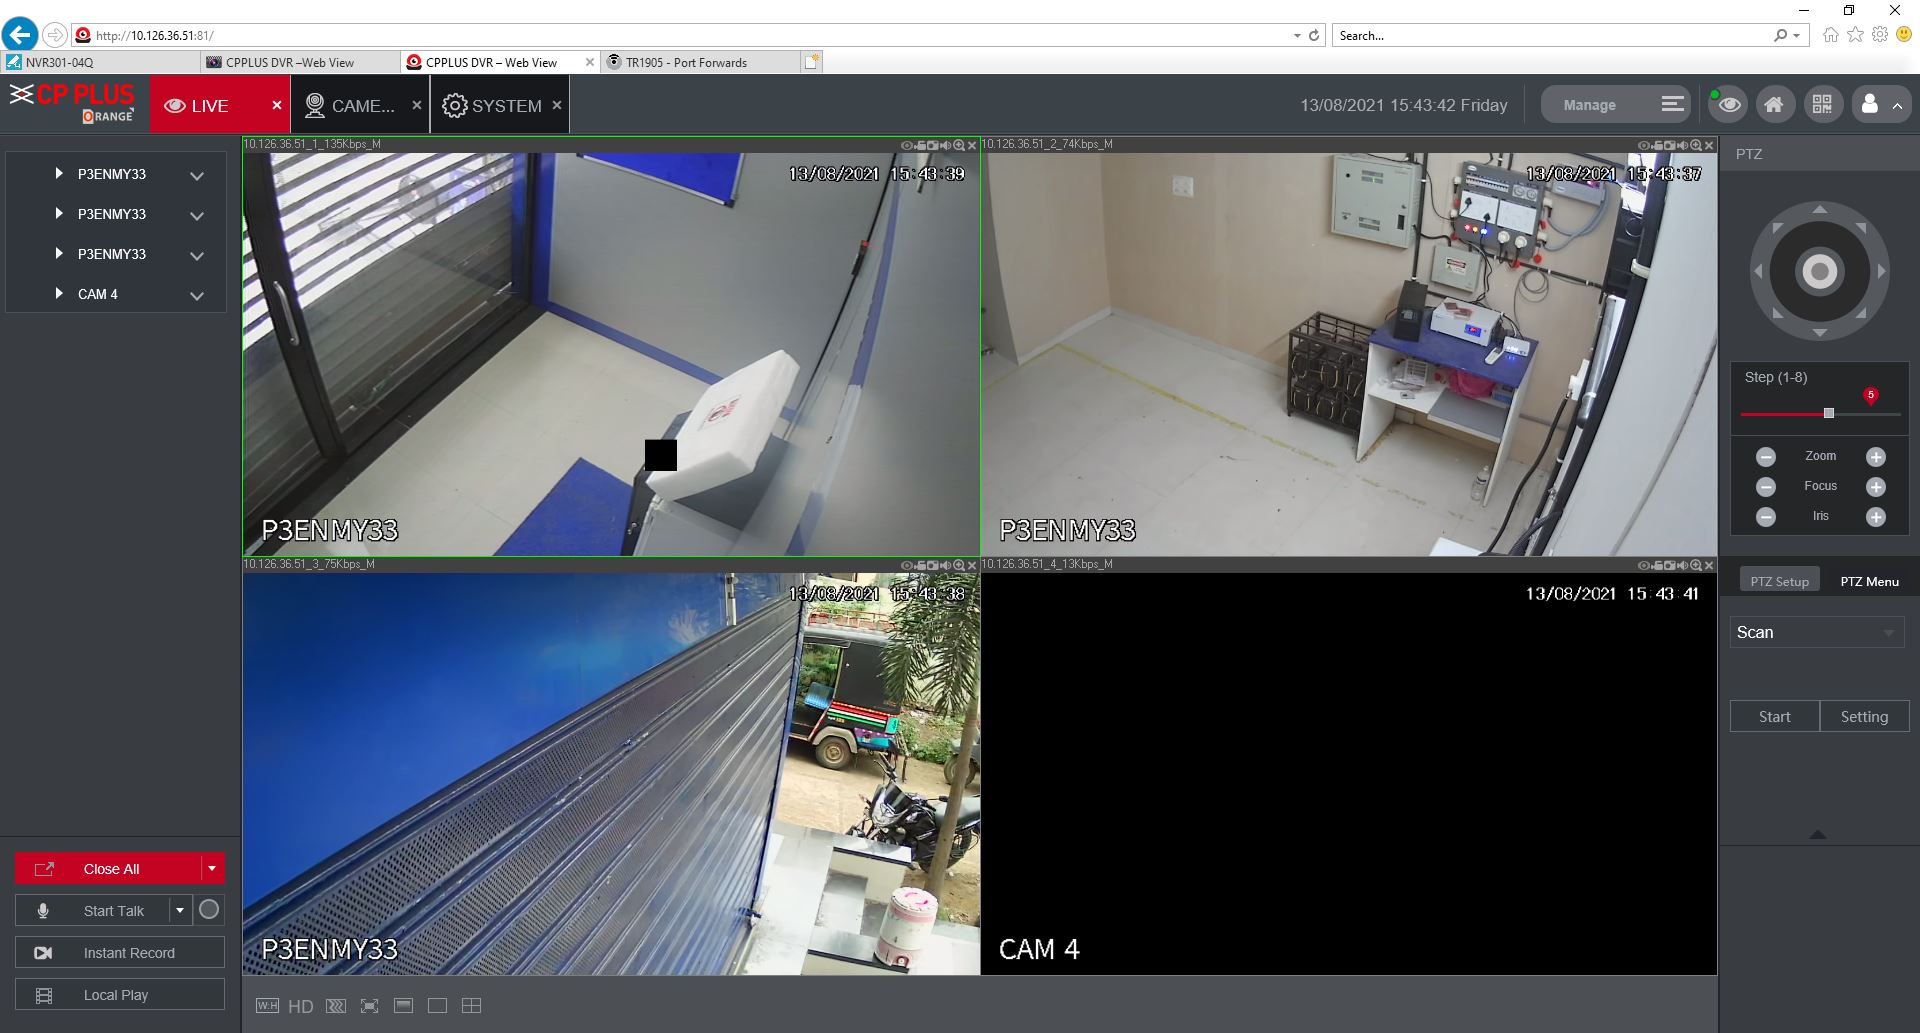 http://10.126.36.51:81/
Search...
NVR301-04Q
CPPLUS DVR –Web View
CPPLUS DVR – Web View
TR1905 - Port Forwards
CP PLUS
ORANGE
LIVE
CAME...
SYSTEM
13/08/2021 15:43:42 Friday
Manage
P3ENMY33
P3ENMY33
P3ENMY33
CAM 4
10.126.36.51_1_135Kbps_M
13/08/2021 15:43:39
P3ENMY33
10.126.36.51_2_74Kbps_M
13/08/2021 15:43:37
P3ENMY33
10.126.36.51_3_75Kbps_M
13/08/2021 15:43:38
P3ENMY33
10.126.36.51_4_13Kbps_M
13/08/2021 15:43:41
CAM 4
PTZ
Step (1-8)
5
Zoom
Focus
Iris
PTZ Setup
PTZ Menu
Scan
Start
Setting
Close All
Start Talk
Instant Record
Local Play
W:H
HD